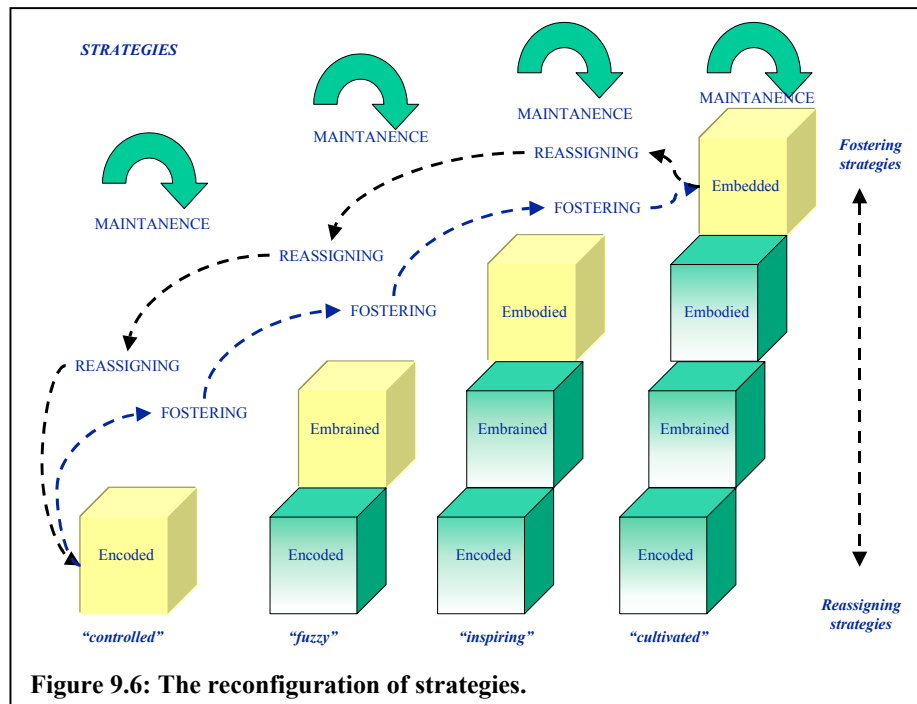 STRATEGIES
MAINTANENCE
MAINTANENCE
MAINTANENCE
MAINTANENCE
REASSIGNING
Fostering
strategies
Embedded
FOSTERING
REASSIGNING
FOSTERING
Embodied
Embodied
REASSIGNING
FOSTERING
Embrained
Embrained
Embrained
Encoded
Encoded
Encoded
Encoded
Reassigning
strategies
“controlled”
“fuzzy”
“inspiring”
“cultivated”
Figure 9.6: The reconfiguration of strategies.